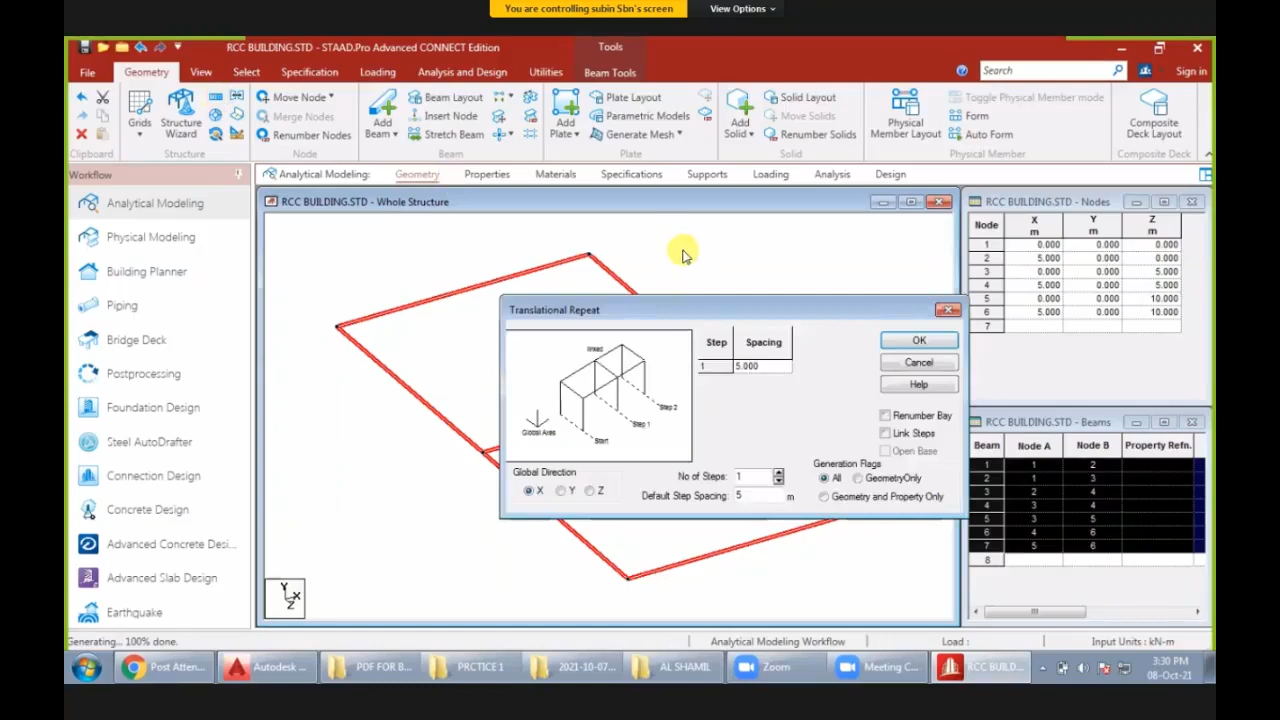 You are controlling subin Sbn's screen
View Options
RCC BUILDING.STD - STAAD.Pro Advanced CONNECT Edition
Tools
File
Geometry
View
Select
Specification
Loading
Analysis and Design
Utilities
Beam Tools
Search
Sign in
Grids
Structure Wizard
Move Node
Merge Nodes
Renumber Nodes
Add Beam
Beam Layout
Insert Node
Stretch Beam
Add Plate
Plate Layout
Parametric Models
Generate Mesh
Add Solid
Solid Layout
Move Solids
Renumber Solids
Physical Member Layout
Toggle Physical Member mode
Form
Auto Form
Composite Deck Layout
Clipboard
Structure
Node
Beam
Plate
Solid
Physical Member
Composite Deck
Workflow
Analytical Modeling:
Geometry
Properties
Materials
Specifications
Supports
Loading
Analysis
Design
Analytical Modeling
Physical Modeling
Building Planner
Piping
Bridge Deck
Postprocessing
Foundation Design
Steel AutoDrafter
Connection Design
Concrete Design
Advanced Concrete Desi...
Advanced Slab Design
Earthquake
RCC BUILDING.STD - Whole Structure
Y
X
Z
Translational Repeat
linked
Global Axes
Start
Step 1
Step 2
Step Spacing
1 5.000
OK
Cancel
Help
Renumber Bay
Link Steps
Open Base
Global Direction
X Y Z
No of Steps: 1
Default Step Spacing: 5 m
Generation Flags
All GeometryOnly
Geometry and Property Only
RCC BUILDING.STD - Nodes
Node X m Y m Z m
1 0.000 0.000 0.000
2 5.000 0.000 0.000
3 0.000 0.000 5.000
4 5.000 0.000 5.000
5 0.000 0.000 10.000
6 5.000 0.000 10.000
7
RCC BUILDING.STD - Beams
Beam Node A Node B Property Refn.
1 1 2
2 1 3
3 2 4
4 3 4
5 3 5
6 4 6
7 5 6
8
Generating... 100% done.
Analytical Modeling Workflow
Load :
Input Units : kN-m
Post Atten...
Autodesk ...
PDF FOR B...
PRCTICE 1
2021-10-07...
AL SHAMIL
Zoom
Meeting C...
RCC BUILD...
3:30 PM
08-Oct-21